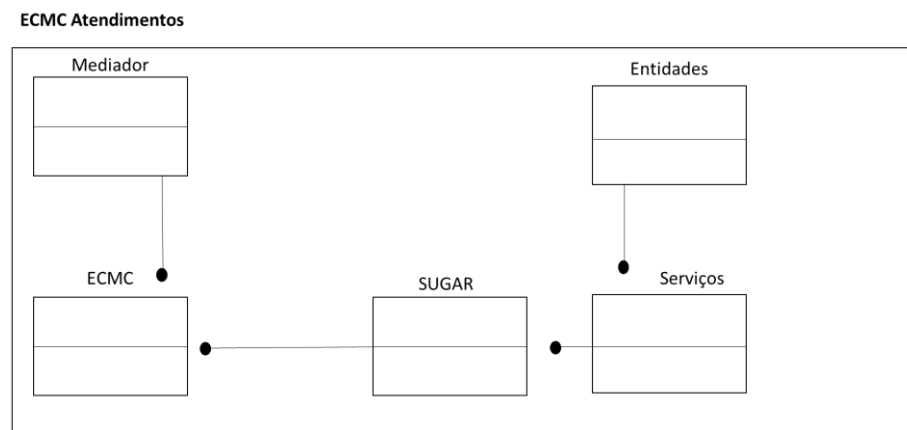 ECMC Atendimentos
Mediador
Entidades
ECMC
SUGAR
Serviços